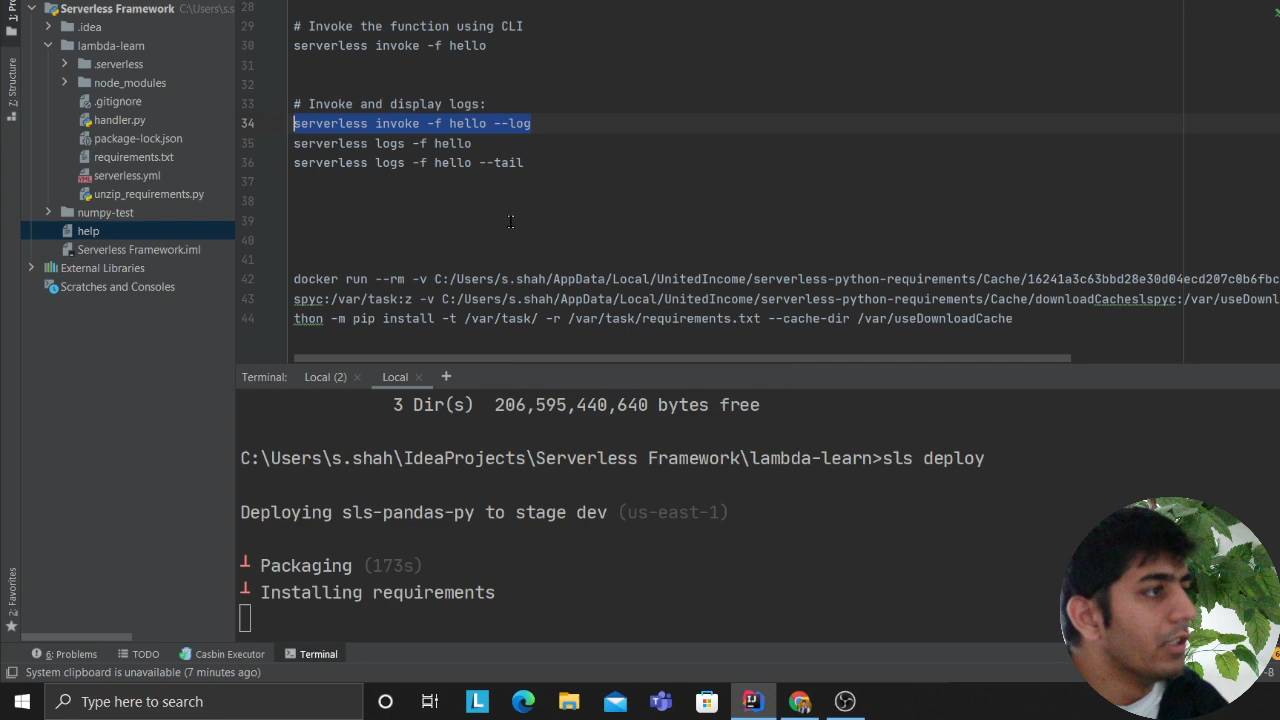 Serverless Framework C:\Users\s.s
.idea
lambda-learn
.serverless
node_modules
.gitignore
handler.py
package-lock.json
requirements.txt
serverless.yml
unzip_requirements.py
numpy-test
help
Serverless Framework.iml
External Libraries
Scratches and Consoles
Z: Structure
2: Favorites
28
29 # Invoke the function using CLI
30 serverless invoke -f hello
31
32
33 # Invoke and display logs:
34 serverless invoke -f hello --log
35 serverless logs -f hello
36 serverless logs -f hello --tail
37
38
39
40
41
42 docker run --rm -v C:/Users/s.shah/AppData/Local/UnitedIncome/serverless-python-requirements/Cache/16241a3c63bbd28e30d04ecd207c0b6fbc
43 spyc:/var/task:z -v C:/Users/s.shah/AppData/Local/UnitedIncome/serverless-python-requirements/Cache/downloadCacheslspyc:/var/useDownl
44 thon -m pip install -t /var/task/ -r /var/task/requirements.txt --cache-dir /var/useDownloadCache
Terminal: Local (2) × Local × +
3 Dir(s) 206,595,440,640 bytes free
C:\Users\s.shah\IdeaProjects\Serverless Framework\lambda-learn>sls deploy
Deploying sls-pandas-py to stage dev (us-east-1)
Packaging (173s)
Installing requirements
6: Problems TODO Casbin Executor Terminal
System clipboard is unavailable (7 minutes ago)
Type here to search